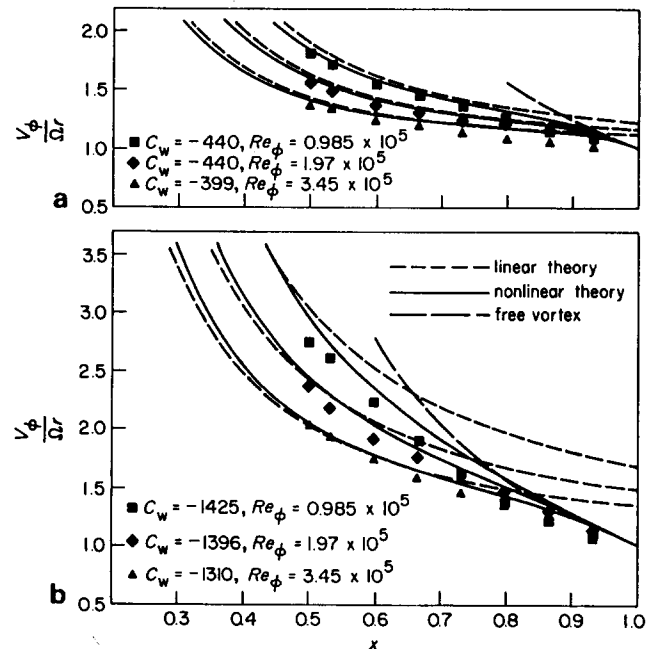 2.0
1.5
1.0
0.5
V_ϕ/Ωr
a
■ C_w = −440, Re_ϕ = 0.985 x 10^5
◆ C_w = −440, Re_ϕ = 1.97 x 10^5
▲ C_w = −399, Re_ϕ = 3.45 x 10^5
3.5
3.0
2.5
2.0
1.5
1.0
0.5
V_ϕ/Ωr
b
linear theory
nonlinear theory
free vortex
■ C_w = −1425, Re_ϕ = 0.985 x 10^5
◆ C_w = −1396, Re_ϕ = 1.97 x 10^5
▲ C_w = −1310, Re_ϕ = 3.45 x 10^5
0.3 0.4 0.5 0.6 0.7 0.8 0.9 1.0
x